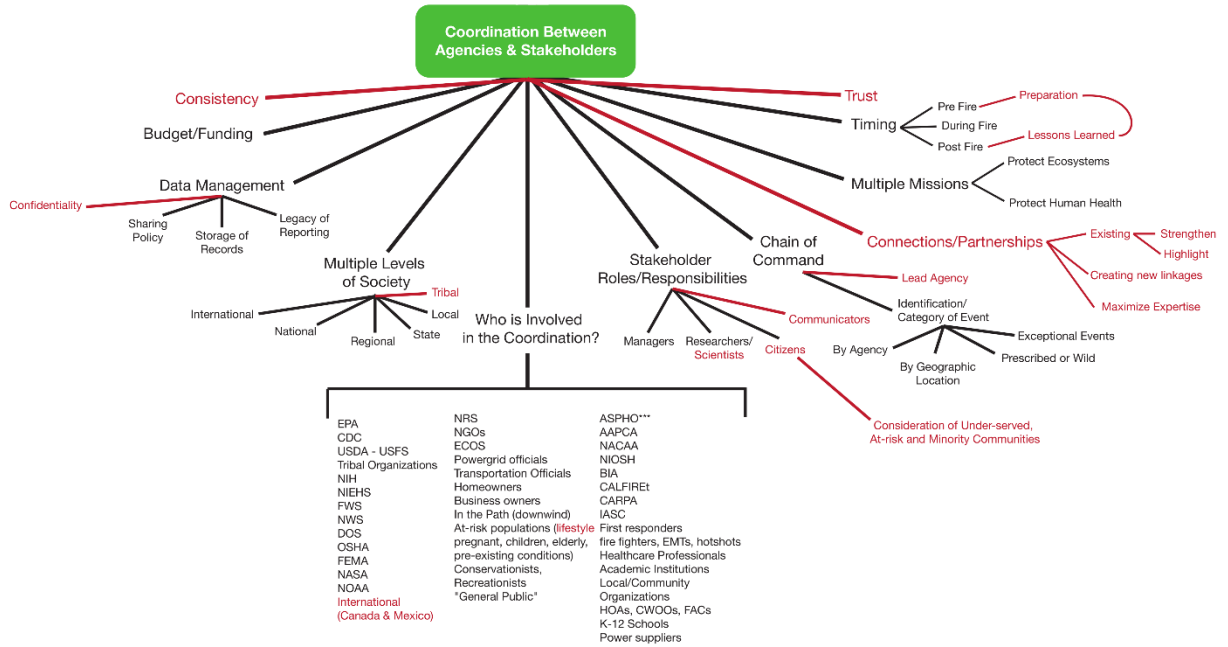 Coordination Between
Agencies & Stakeholders
Consistency
Budget/Funding
Data Management
Confidentiality
Sharing
Policy
Storage of
Records
Legacy of
Reporting
Multiple Levels
of Society
Tribal
International
National
Regional
State
Local
Who is Involved
in the Coordination?
EPA
CDC
USDA - USFS
Tribal Organizations
NIH
NIEHS
FWS
NWS
DOS
OSHA
FEMA
NASA
NOAA
International
(Canada & Mexico)
NRS
NGOs
ECOS
Powergrid officials
Transportation Officials
Homeowners
Business owners
In the Path (downwind)
At-risk populations (lifestyle
pregnant, children, elderly,
pre-existing conditions)
Conservationists,
Recreationists
"General Public"
ASPHO***
AAPCA
NACAA
NIOSH
BIA
CALFIREt
CARPA
IASC
First responders
fire fighters, EMTs, hotshots
Healthcare Professionals
Academic Institutions
Local/Community
Organizations
HOAs, CWOOs, FACs
K-12 Schools
Power suppliers
Stakeholder
Roles/Responsibilities
Managers
Researchers/
Scientists
Citizens
Communicators
Consideration of Under-served,
At-risk and Minority Communities
Chain of
Command
Lead Agency
Identification/
Category of Event
By Agency
By Geographic
Location
Prescribed or Wild
Exceptional Events
Connections/Partnerships
Existing
Strengthen
Highlight
Creating new linkages
Maximize Expertise
Multiple Missions
Protect Ecosystems
Protect Human Health
Timing
Pre Fire
Preparation
During Fire
Post Fire
Lessons Learned
Trust